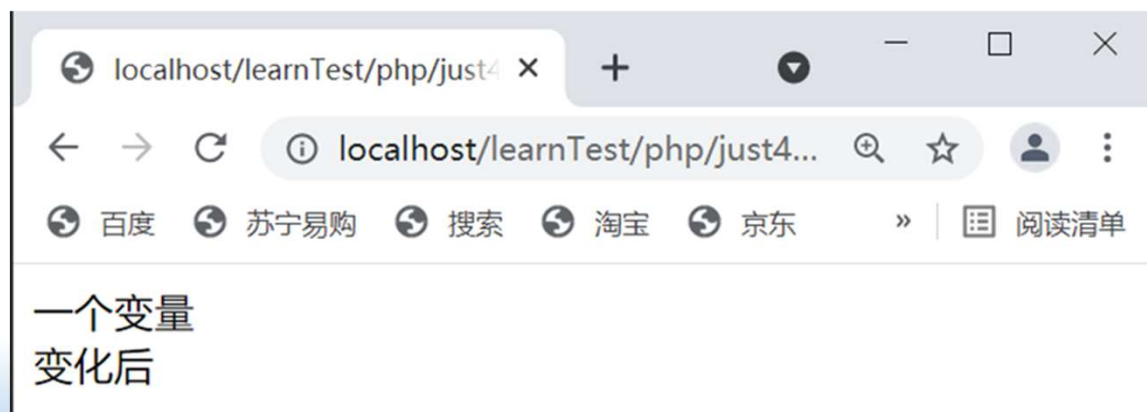 localhost/learnTest/php/just4
localhost/learnTest/php/just4...
百度 苏宁易购 搜索 淘宝 京东 » 阅读清单
一个变量
变化后